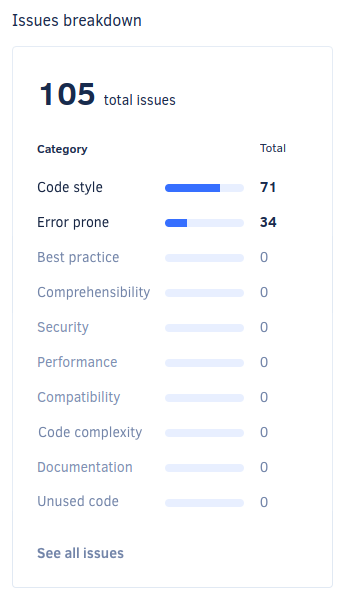 Issues breakdown
105 total issues
Category Total
Code style 71
Error prone 34
Best practice 0
Comprehensibility 0
Security 0
Performance 0
Compatibility 0
Code complexity 0
Documentation 0
Unused code 0
See all issues